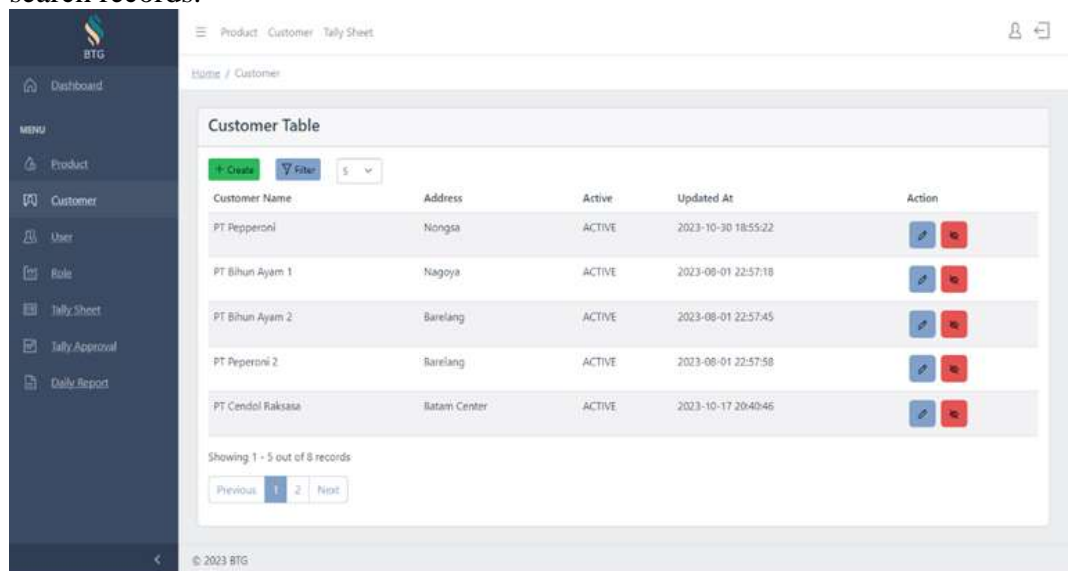 search records.
BTG
Product Customer Tally Sheet
Home / Customer
Dashboard
MENU
Product
Customer
User
Role
Tally Sheet
Tally Approval
Daily Report
Customer Table
+ Create Filter 5
Customer Name Address Active Updated At Action
PT Pepperoni Nongsa ACTIVE 2023-10-30 18:55:22
PT Bihun Ayam 1 Nagoya ACTIVE 2023-08-01 22:57:18
PT Bihun Ayam 2 Barelang ACTIVE 2023-08-01 22:57:45
PT Peperoni 2 Barelang ACTIVE 2023-08-01 22:57:58
PT Cendol Raksasa Batam Center ACTIVE 2023-10-17 20:40:46
Showing 1 - 5 out of 8 records
Previous 1 2 Next
© 2023 BTG